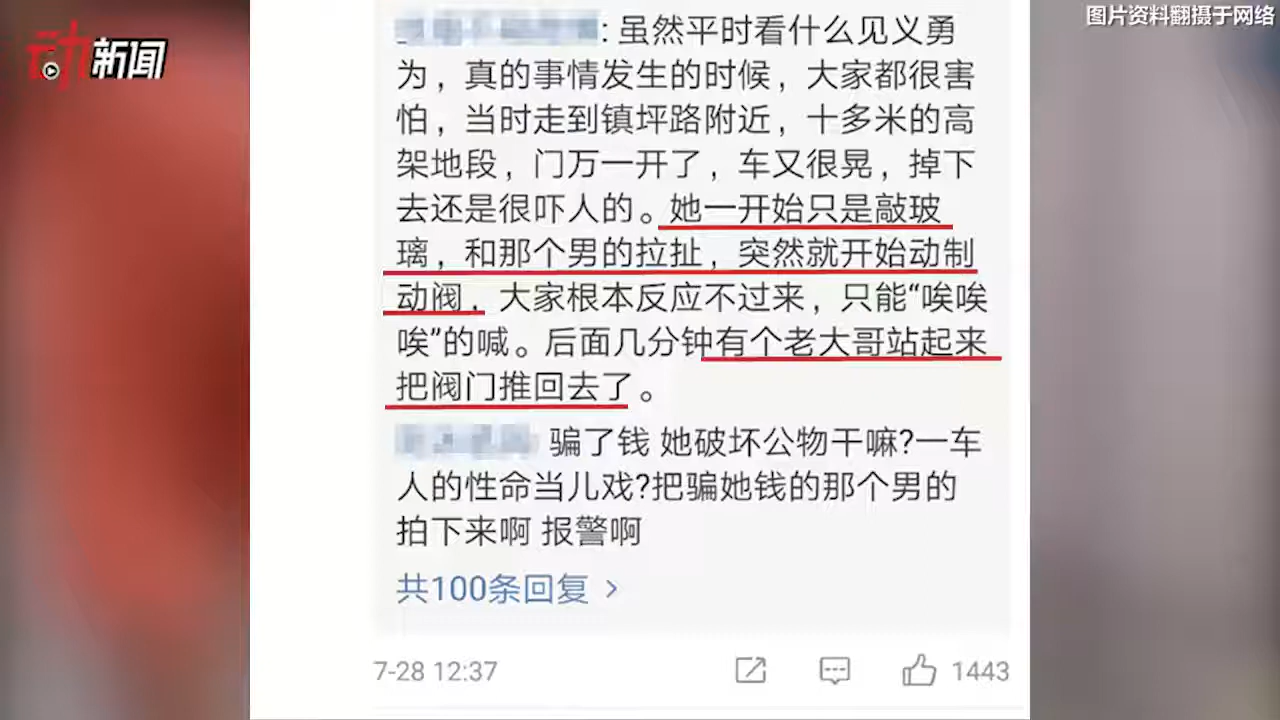 动新闻
图片资料翻摄于网络
: 虽然平时看什么见义勇
为，真的事情发生的时候，大家都很害
怕，当时走到镇坪路附近，十多米的高
架地段，门万一开了，车又很晃，掉下
去还是很吓人的。她一开始只是敲玻
璃，和那个男的拉扯，突然就开始动制
动阀，大家根本反应不过来，只能“唉唉
唉”的喊。后面几分钟有个老大哥站起来
把阀门推回去了。
骗了钱 她破坏公物干嘛?一车
人的性命当儿戏?把骗她钱的那个男的
拍下来啊 报警啊
共100条回复 >
7-28 12:37
1443